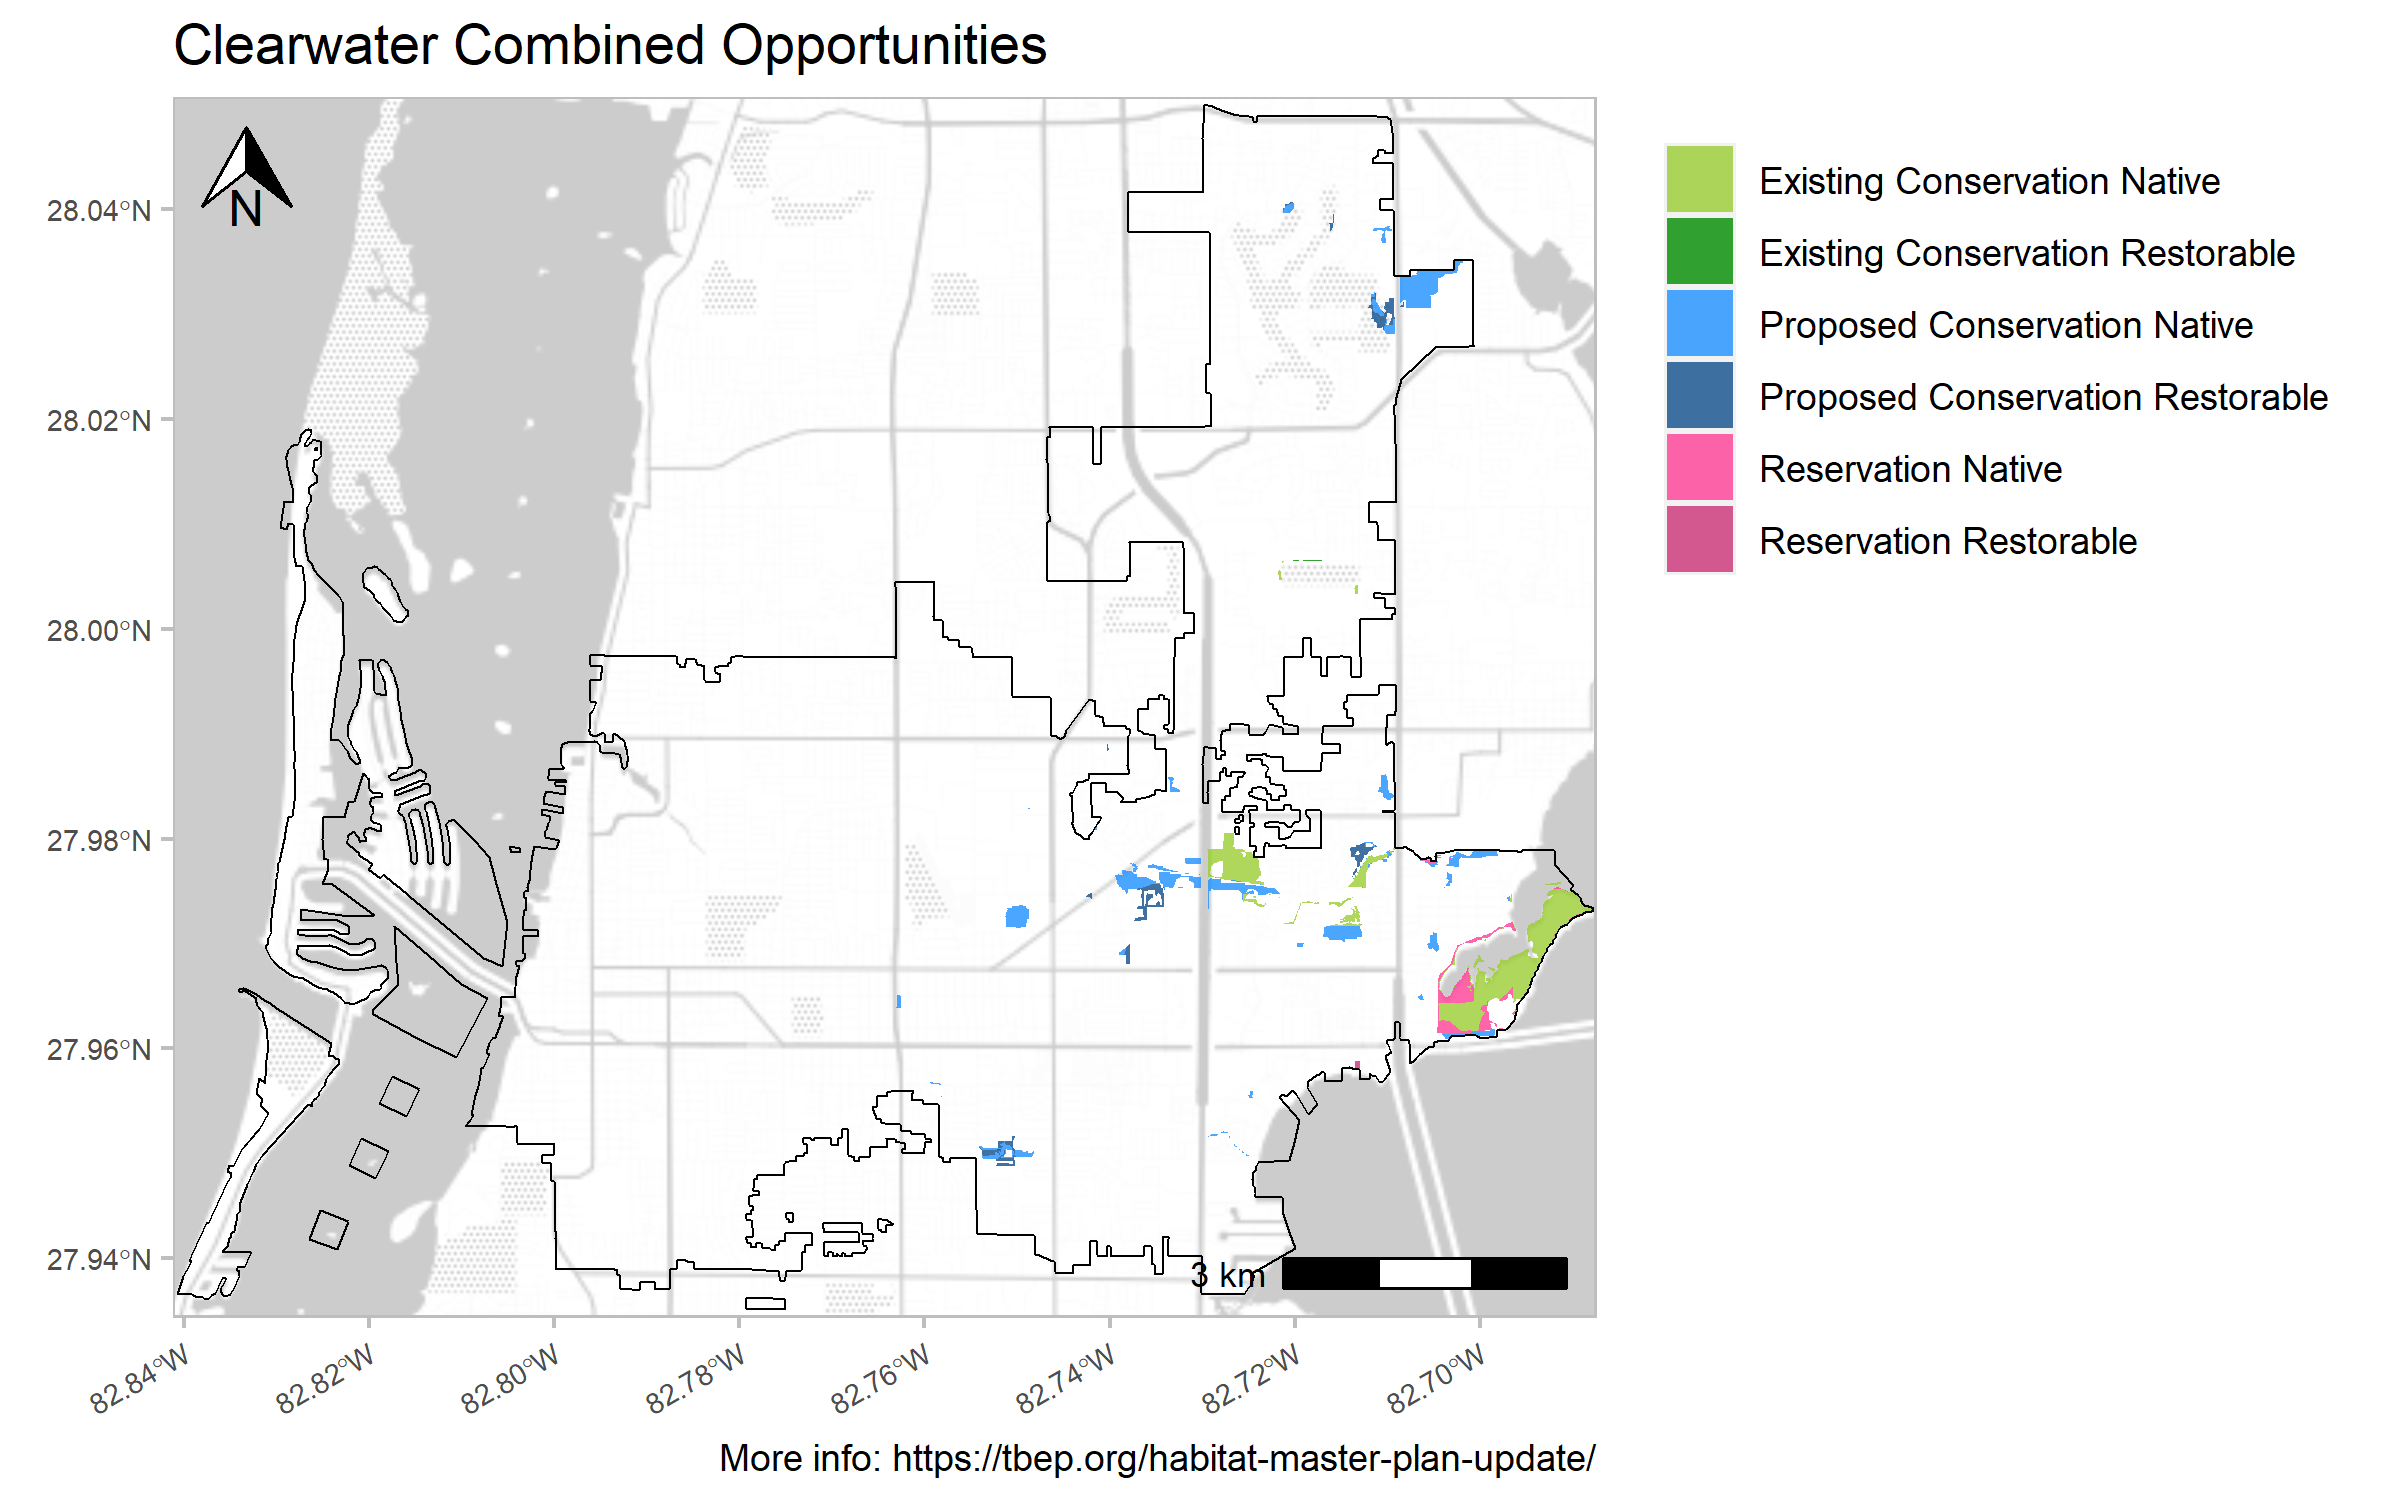 Clearwater Combined Opportunities
N
28.04°N
28.02°N
28.00°N
27.98°N
27.96°N
27.94°N
82.84°W
82.82°W
82.80°W
82.78°W
82.76°W
82.74°W
82.72°W
82.70°W
3 km
Existing Conservation Native
Existing Conservation Restorable
Proposed Conservation Native
Proposed Conservation Restorable
Reservation Native
Reservation Restorable
More info: https://tbep.org/habitat-master-plan-update/